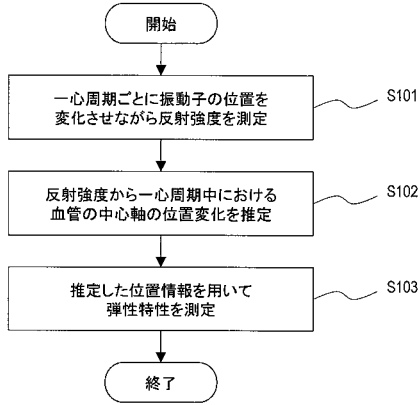 開始
一心周期ごとに振動子の位置を
変化させながら反射強度を測定
S101
反射強度から一心周期中における
血管の中心軸の位置変化を推定
S102
推定した位置情報を用いて
弾性特性を測定
S103
終了